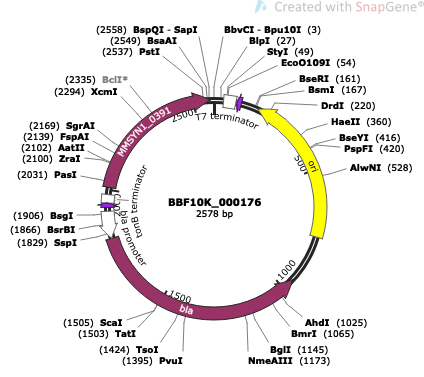 Created with SnapGene®
(2558) BspQI - SapI
(2549) BsaAI
(2537) PstI
BbvCI - Bpu10I (3)
BlpI (27)
StyI (49)
EcoO109I (54)
BseRI (161)
BsmI (167)
DrdI (220)
HaeII (360)
BseYI (416)
PspFI (420)
AlwNI (528)
(2335) BclI*
(2294) XcmI
(2169) SgrAI
(2139) FspAI
(2102) AatII
(2100) ZraI
(2031) PasI
(1906) BsgI
(1866) BsrBI
(1829) SspI
(1505) ScaI
(1503) TatI
(1424) TsoI
(1395) PvuI
AhdI (1025)
BmrI (1065)
BglI (1145)
NmeAIII (1173)
MMSYN1_0391
2500
T7 terminator
500
ori
1000
1500
bla
bla promoter
tonB terminator
BBF10K_000176
2578 bp